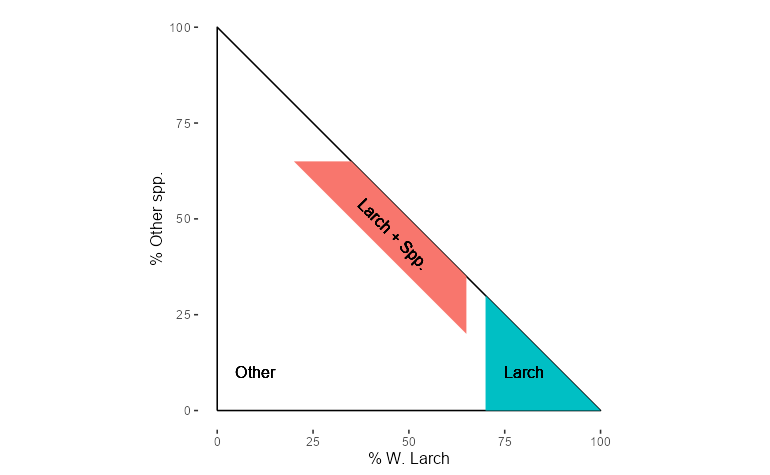 100
75
% Other spp.
50
Larch + Spp.
25
Other
Larch
0
0 25 50 75 100
% W. Larch